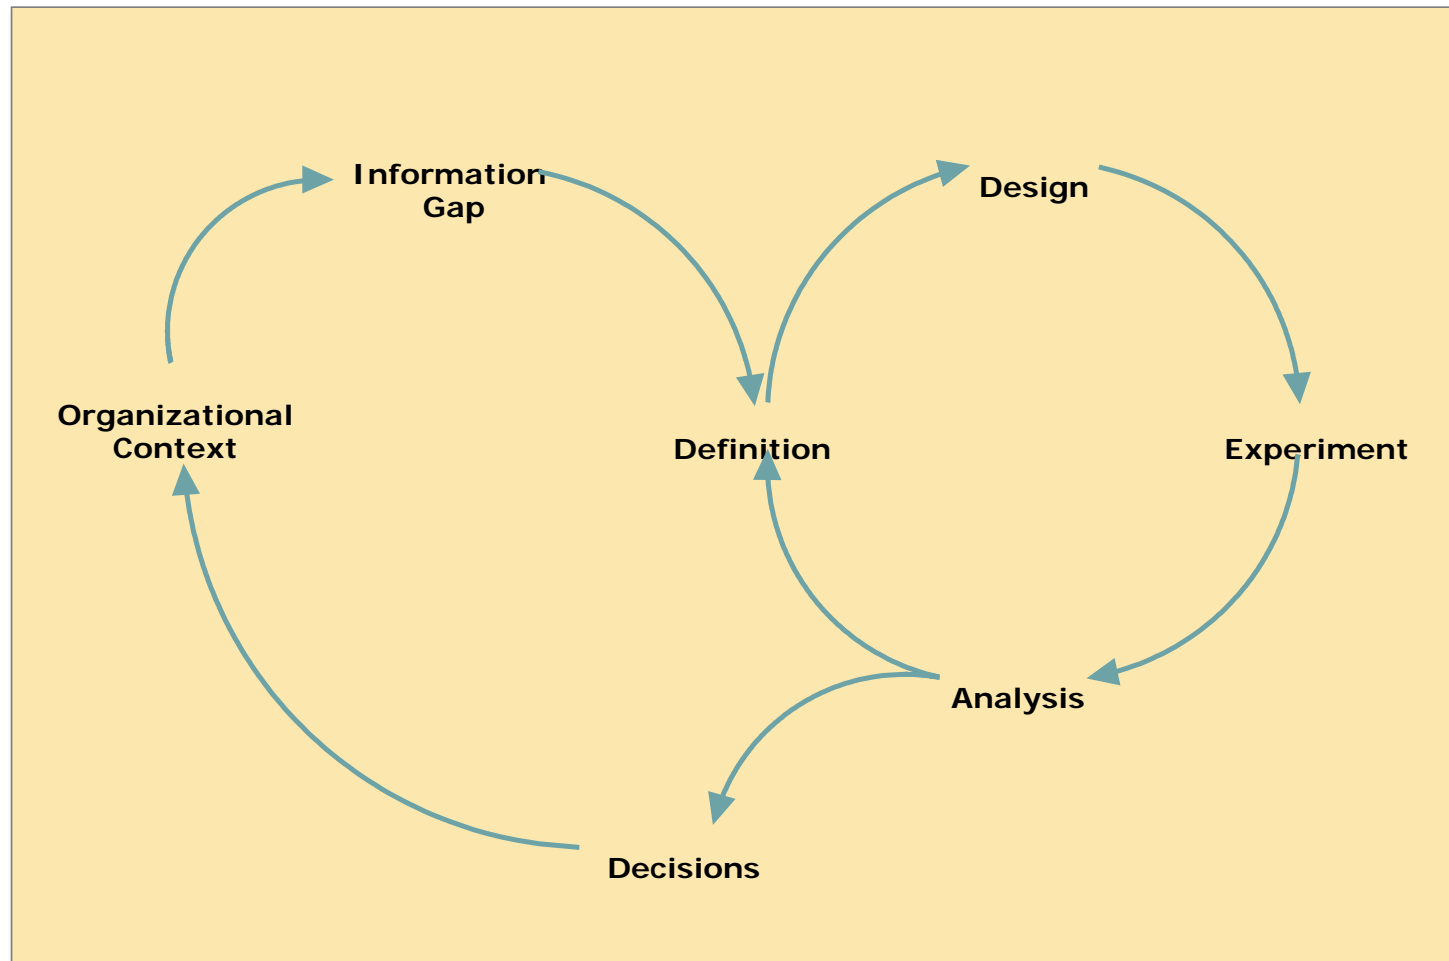 Information
Gap
Design
Organizational
Context
Definition
Experiment
Analysis
Decisions